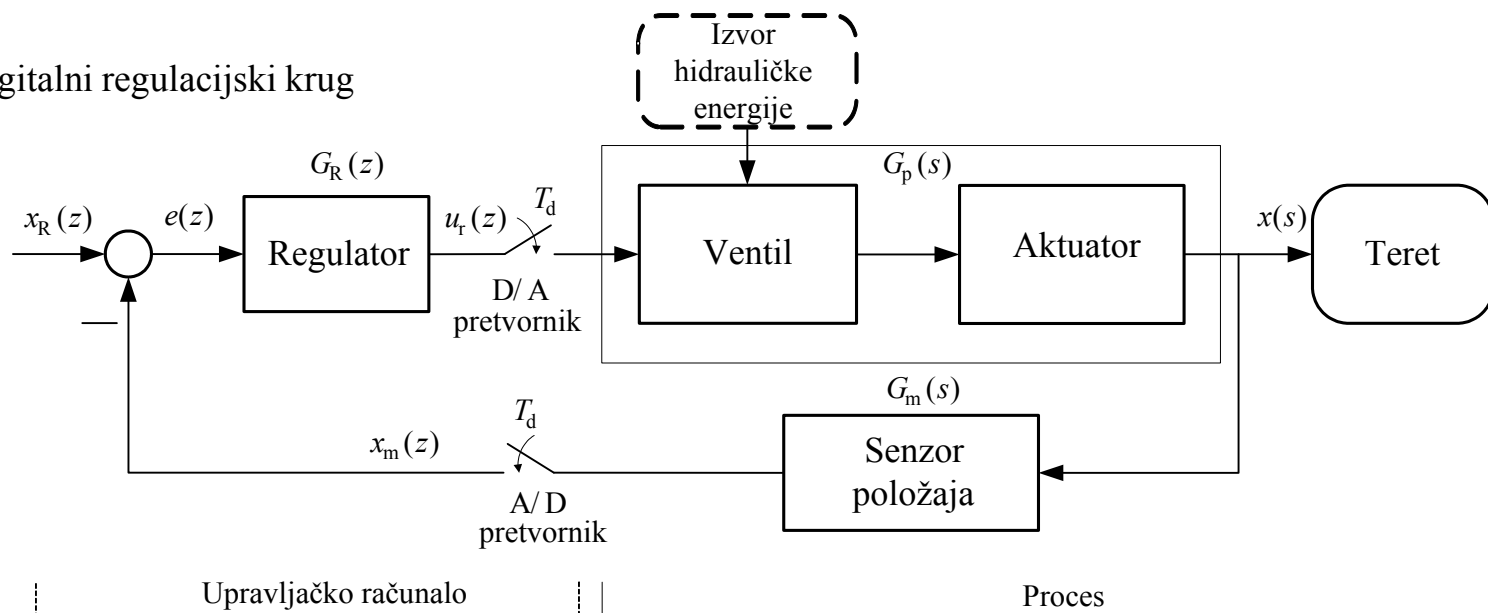 Izvor
hidrauličke
energije
gitalni regulacijski krug
G_R(z)
G_p(s)
x_R(z)
e(z)
u_r(z)
T_d
x(s)
Regulator
Ventil
Aktuator
Teret
D/A
pretvornik
G_m(s)
T_d
x_m(z)
Senzor
položaja
A/D
pretvornik
Upravljačko računalo
Proces